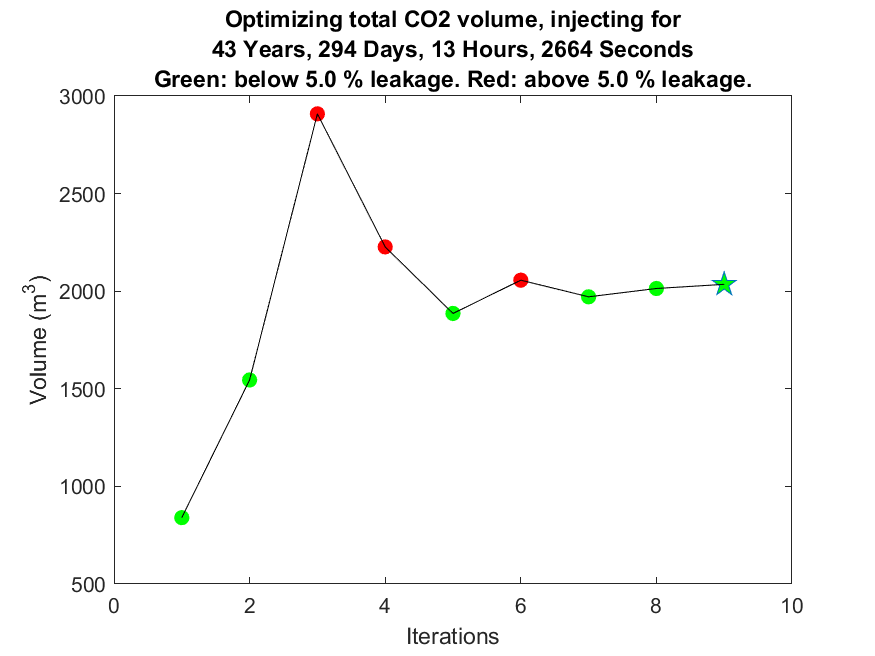 Optimizing total CO2 volume, injecting for
43 Years, 294 Days, 13 Hours, 2664 Seconds
Green: below 5.0 % leakage. Red: above 5.0 % leakage.
3000
2500
2000
1500
1000
500
Volume (m³)
0 2 4 6 8 10
Iterations